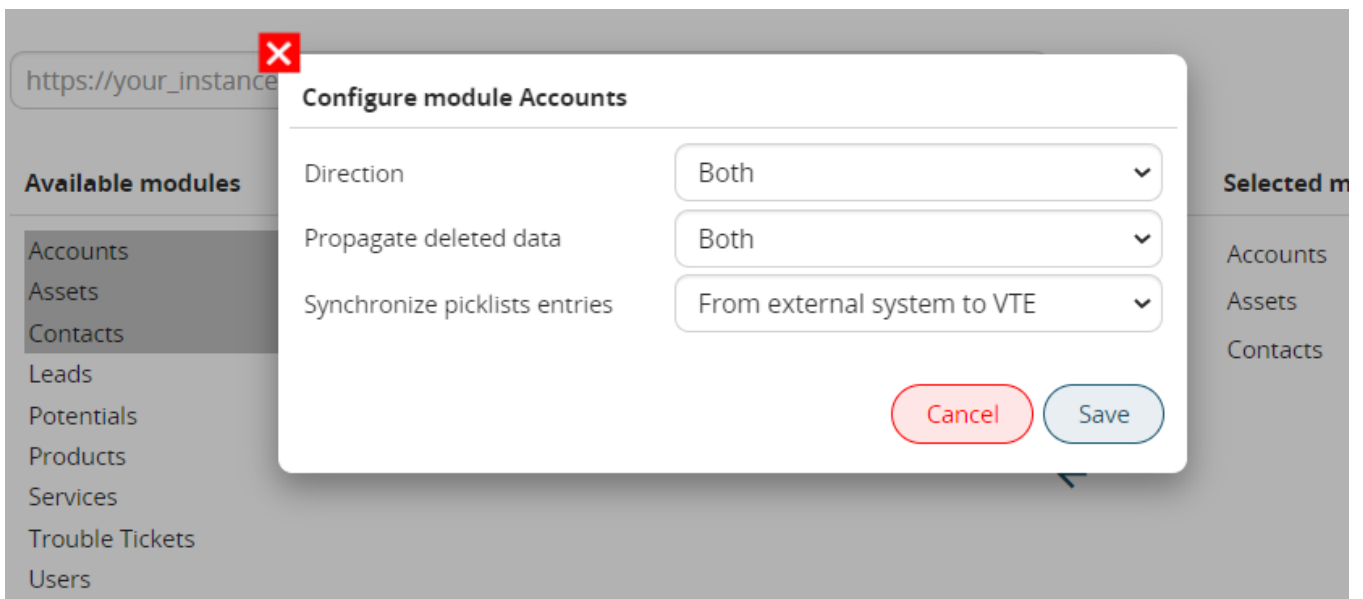 https://your_instance
Configure module Accounts
Direction
Both
Propagate deleted data
Both
Synchronize picklists entries
From external system to VTE
Cancel
Save
Available modules
Accounts
Assets
Contacts
Leads
Potentials
Products
Services
Trouble Tickets
Users
Selected m
Accounts
Assets
Contacts